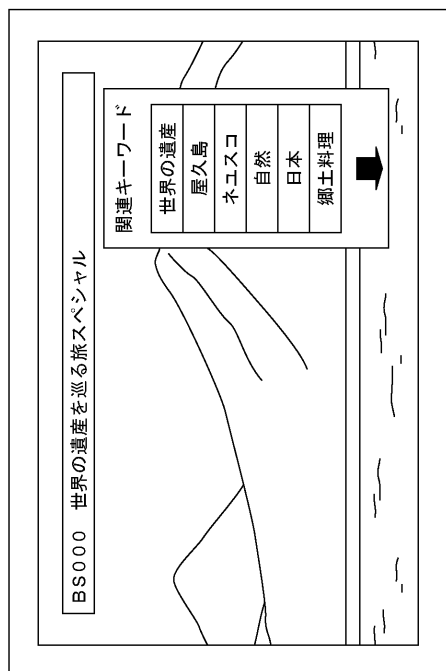 BS000 世界の遺産を巡る旅スペシャル
関連キーワード
世界の遺産
屋久島
ネュスコ
自然
日本
郷土料理